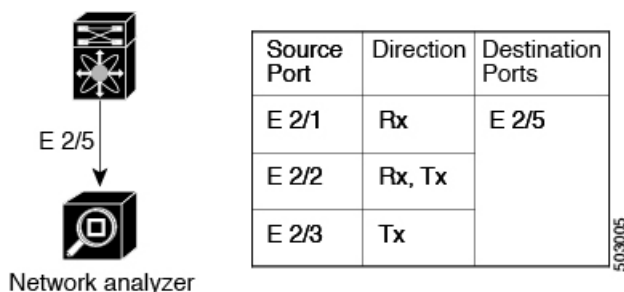 E 2/5
Network analyzer
Source Port
Direction
Destination Ports
E 2/1
Rx
E 2/5
E 2/2
Rx, Tx
E 2/3
Tx
503005